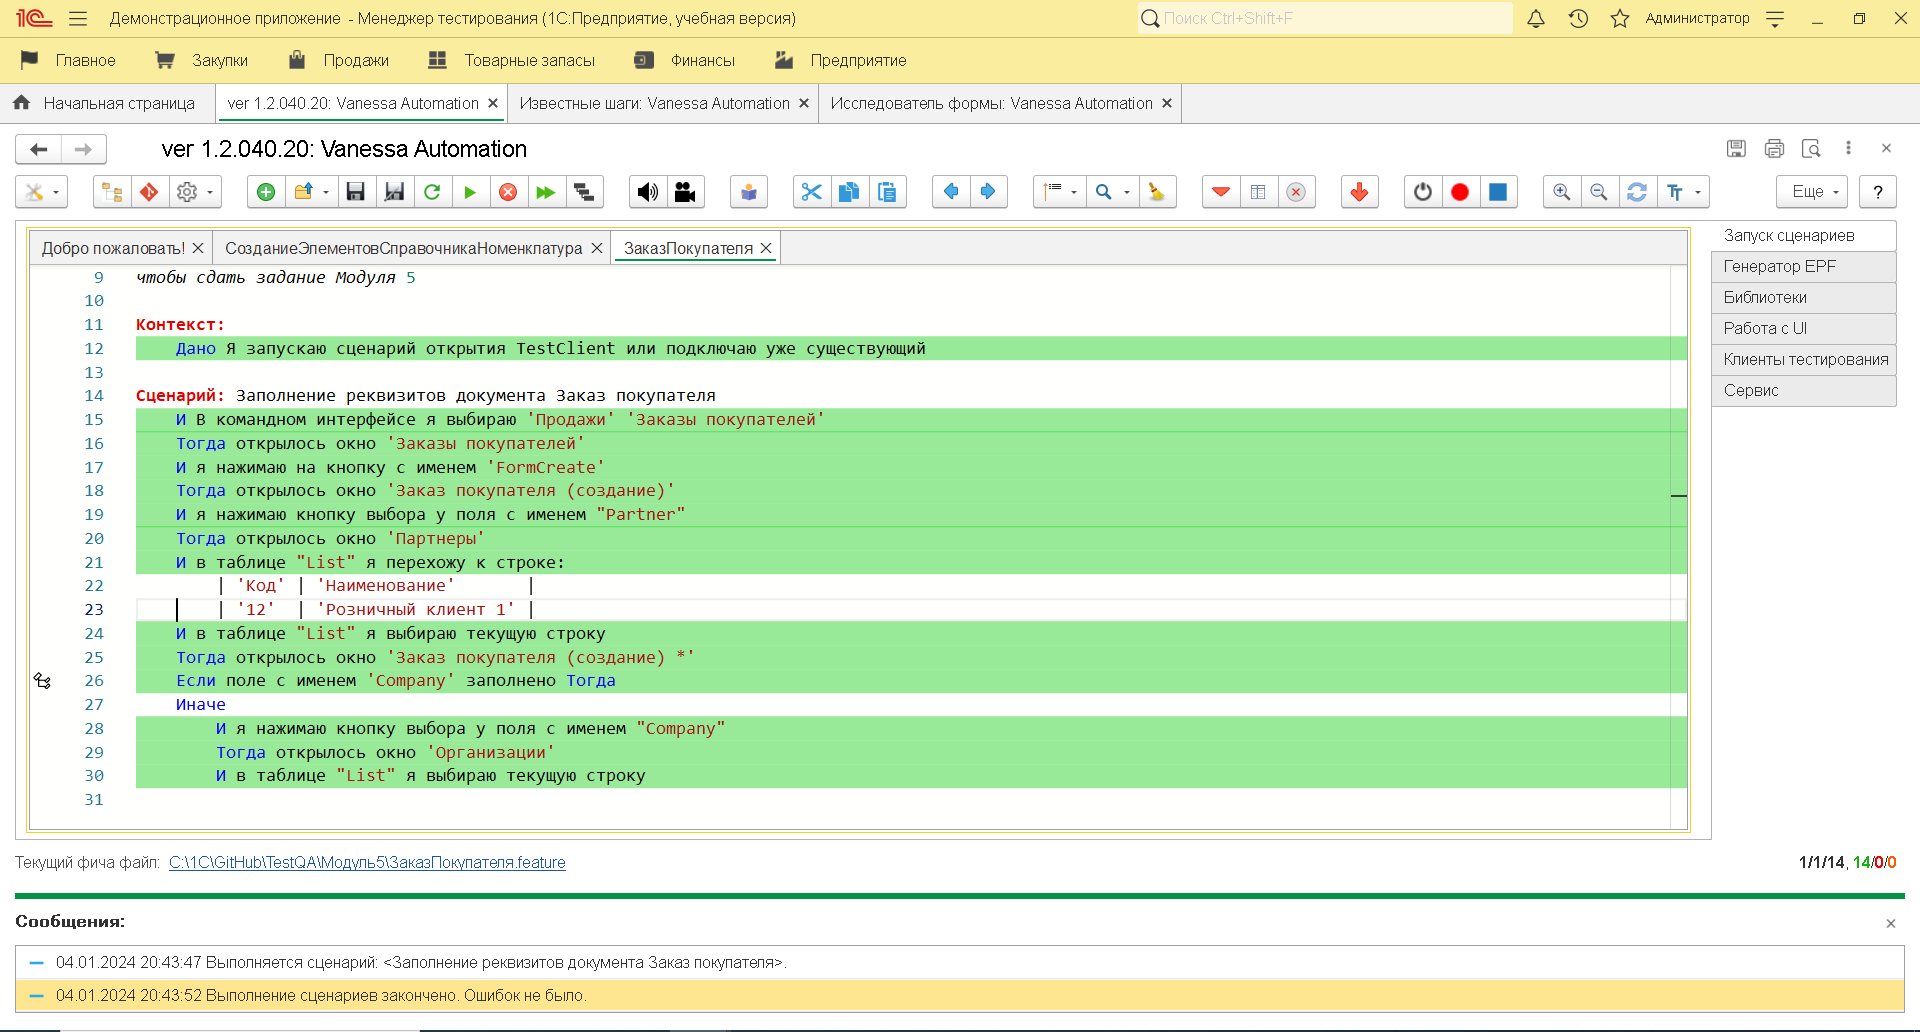 Демонстрационное приложение - Менеджер тестирования (1С:Предприятие, учебная версия)
Поиск Ctrl+Shift+F
Администратор
Главное
Закупки
Продажи
Товарные запасы
Финансы
Предприятие
Начальная страница
ver 1.2.040.20: Vanessa Automation
Известные шаги: Vanessa Automation
Исследователь формы: Vanessa Automation
ver 1.2.040.20: Vanessa Automation
Еще
?
Добро пожаловать!
СозданиеЭлементовСправочникаНоменклатура
ЗаказПокупателя
Запуск сценариев
Генератор EPF
Библиотеки
Работа с UI
Клиенты тестирования
Сервис
9 чтобы сдать задание Модуля 5
10
11 Контекст:
12 Дано Я запускаю сценарий открытия TestClient или подключаю уже существующий
13
14 Сценарий: Заполнение реквизитов документа Заказ покупателя
15 И В командном интерфейсе я выбираю 'Продажи' 'Заказы покупателей'
16 Тогда открылось окно 'Заказы покупателей'
17 И я нажимаю на кнопку с именем 'FormCreate'
18 Тогда открылось окно 'Заказ покупателя (создание)'
19 И я нажимаю кнопку выбора у поля с именем "Partner"
20 Тогда открылось окно 'Партнеры'
21 И в таблице "List" я перехожу к строке:
22 | 'Код' | 'Наименование' |
23 | '12' | 'Розничный клиент 1' |
24 И в таблице "List" я выбираю текущую строку
25 Тогда открылось окно 'Заказ покупателя (создание) *'
26 Если поле с именем 'Company' заполнено Тогда
27 Иначе
28 И я нажимаю кнопку выбора у поля с именем "Company"
29 Тогда открылось окно 'Организации'
30 И в таблице "List" я выбираю текущую строку
31
Текущий фича файл: C:\1C\GitHub\TestQA\Модуль5\ЗаказПокупателя.feature
1/1/14, 14/0/0
Сообщения:
04.01.2024 20:43:47 Выполняется сценарий: <Заполнение реквизитов документа Заказ покупателя>.
04.01.2024 20:43:52 Выполнение сценариев закончено. Ошибок не было.